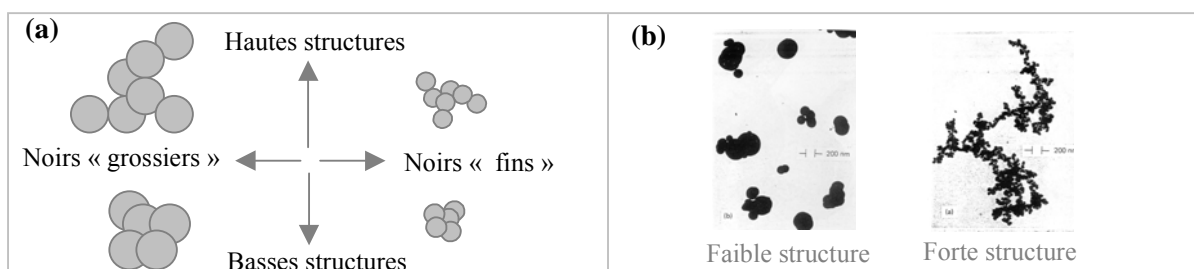 (a)
Hautes structures
Noirs « grossiers »
Noirs « fins »
Basses structures
(b)
200 nm
(b)
Faible structure
200 nm
(a)
Forte structure